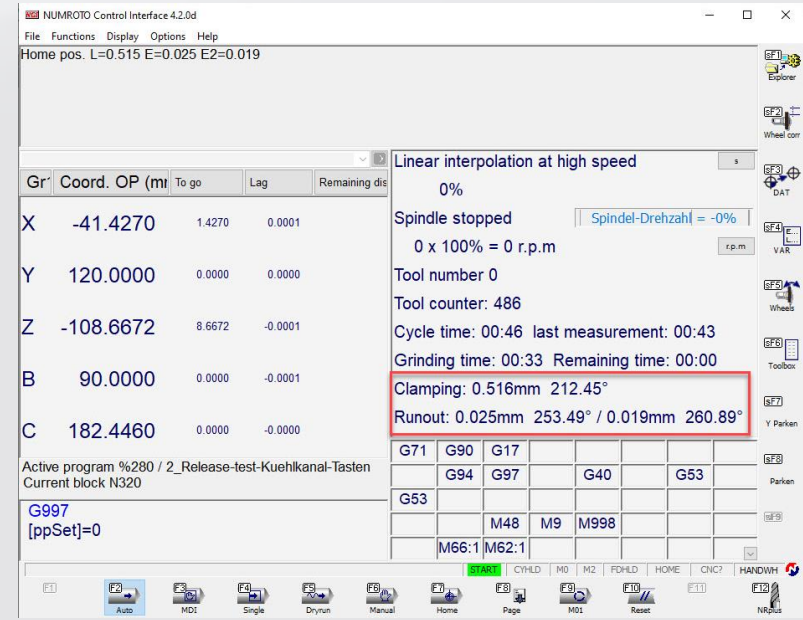 NUMROTO Control Interface 4.2.0d
File Functions Display Options Help
Home pos. L=0.515 E=0.025 E2=0.019
Gr Coord. OP (m To go Lag Remaining dis
X -41.4270 1.4270 0.0001
Y 120.0000 0.0000 0.0000
Z -108.6672 8.6672 -0.0001
B 90.0000 0.0000 -0.0001
C 182.4460 0.0000 -0.0000
Active program %280 / 2_Release-test-Kuehlkanal-Tasten
Current block N320
G997
[ppSet]=0
Linear interpolation at high speed s
0%
Spindle stopped Spindel-Drehzahl = -0%
0 x 100% = 0 r.p.m r.p.m
Tool number 0
Tool counter: 486
Cycle time: 00:46 last measurement: 00:43
Grinding time: 00:33 Remaining time: 00:00
Clamping: 0.516mm 212.45°
Runout: 0.025mm 253.49° / 0.019mm 260.89°
G71 G90 G17
G94 G97 G40 G53
G53
M48 M9 M998
M66:1 M62:1
sF1
Explorer
sF2
Wheel corr
sF3
DAT
sF4
E...
L...
VAR
sF5
Wheels
sF6
Toolbox
sF7
Y Parken
sF8
Parken
sF9
START CYHLD M0 M2 FDHLD HOME CNC? HANDWH
F1 F2 F3 F4 F5 F6 F7 F8 F9 F10 F11 F12
Auto MDI Single Dryrun Manual Home Page M01 Reset NRplus